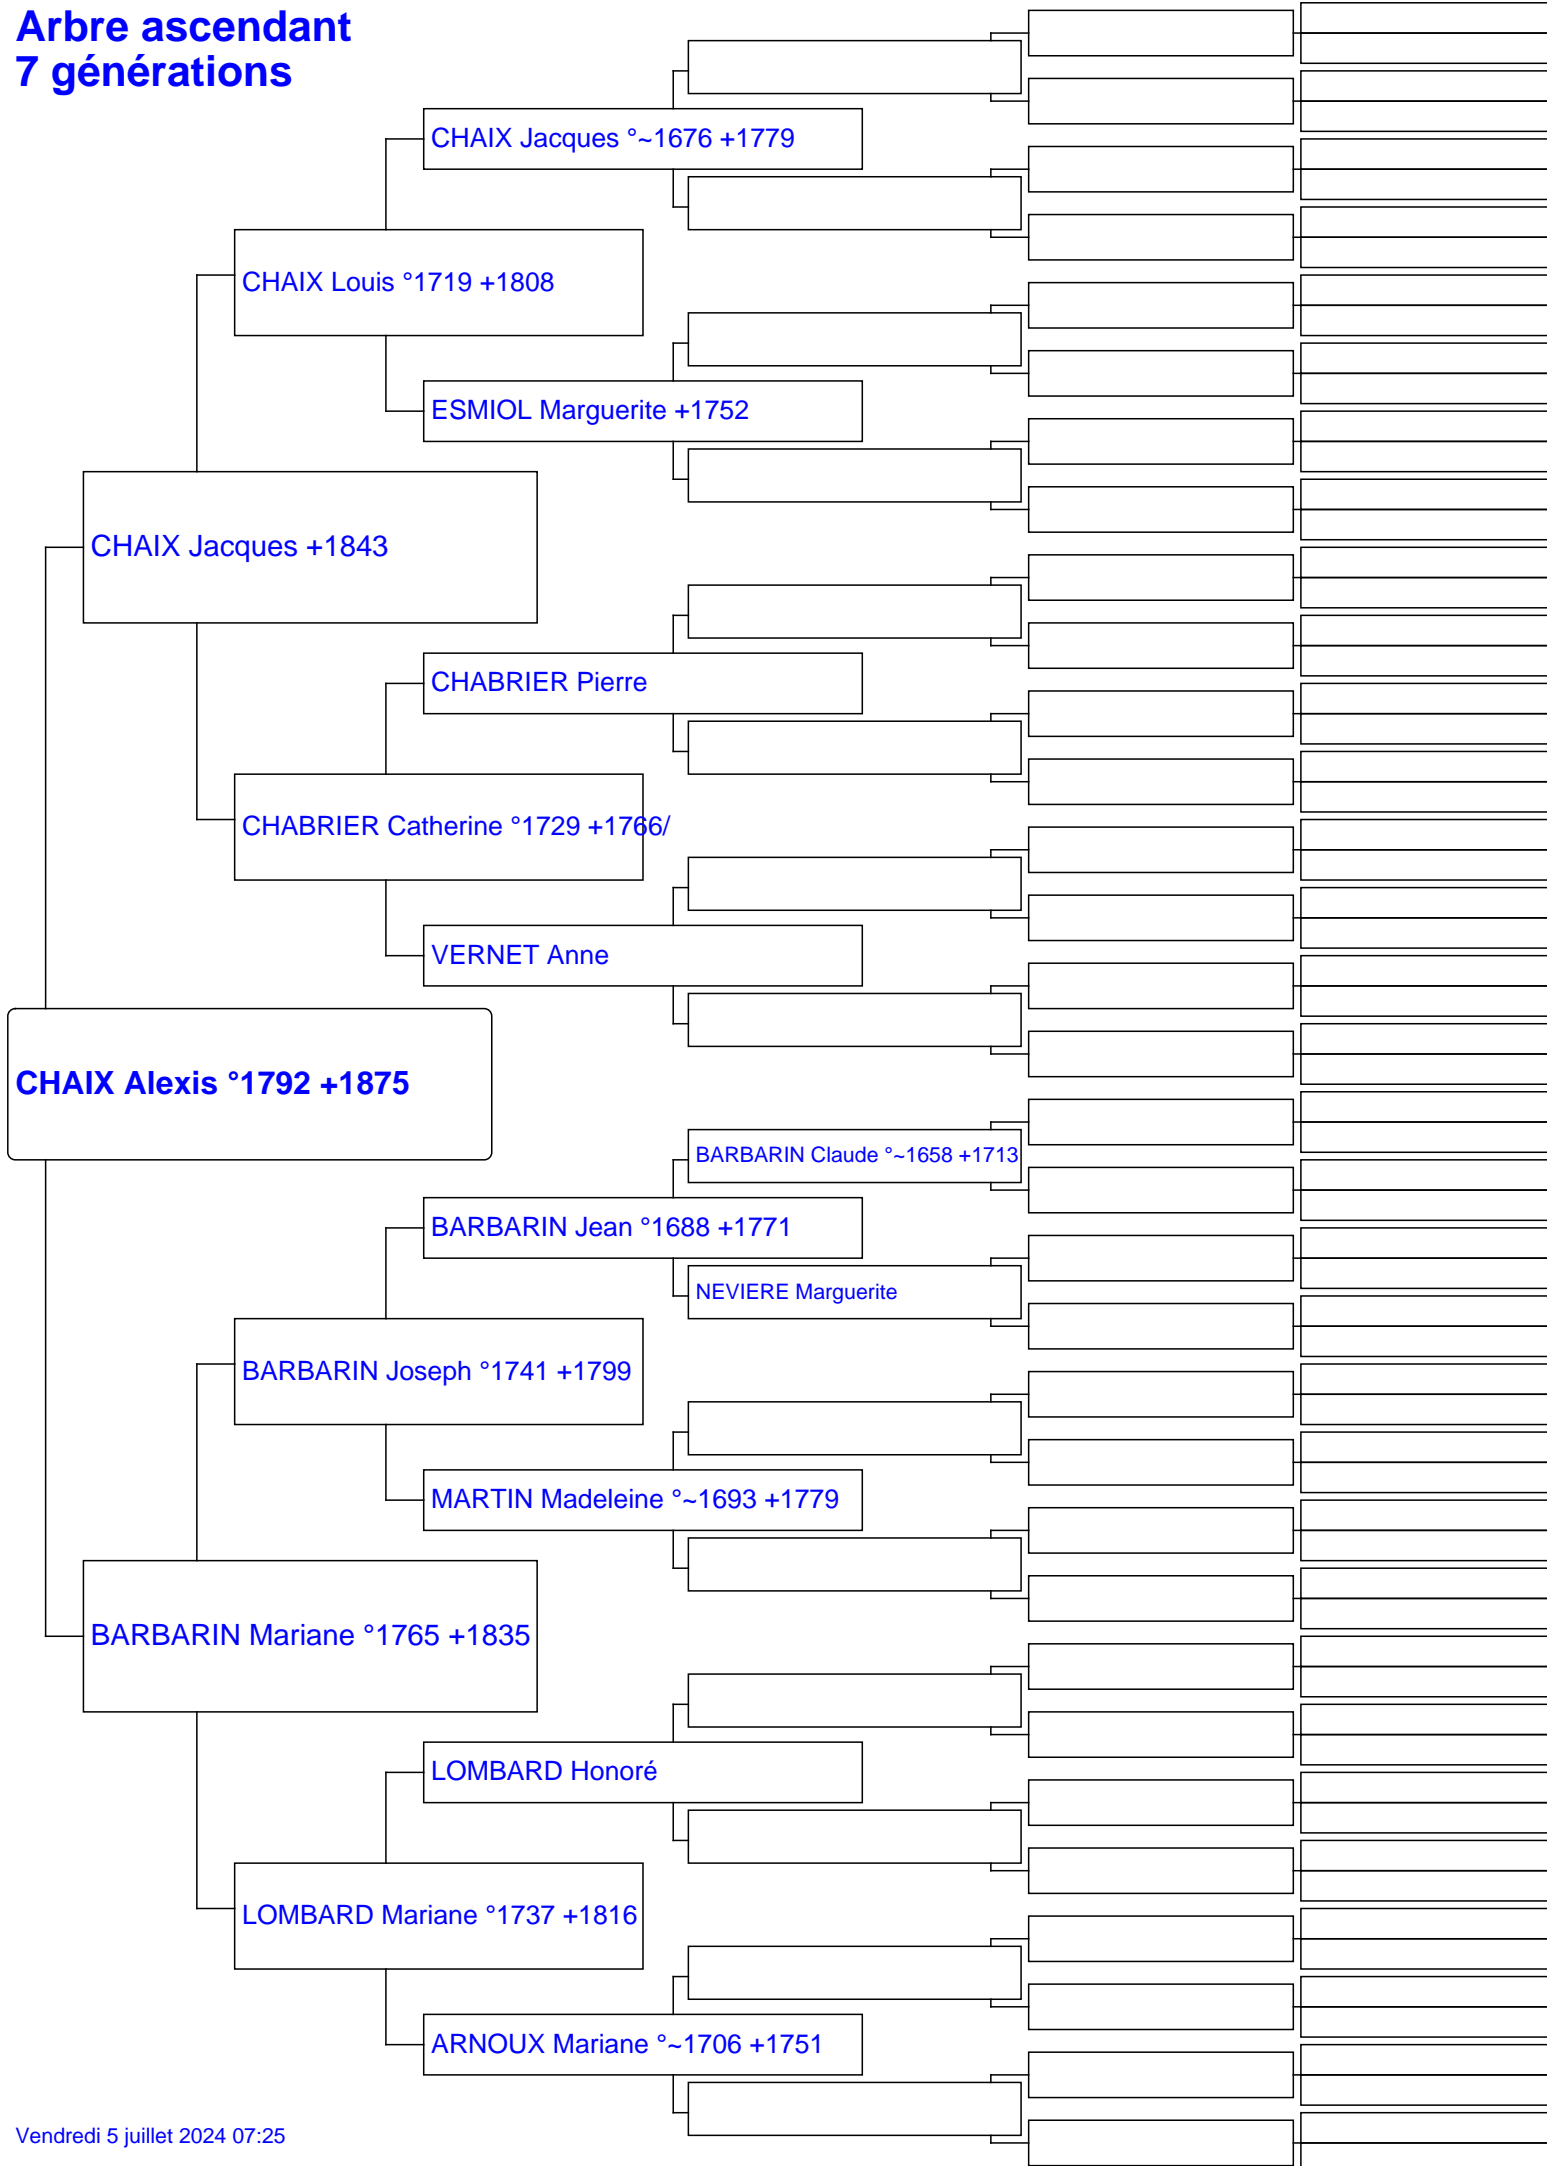 Arbre ascendant
7 générations
CHAIX Jacques °~1676 +1779
CHAIX Louis °1719 +1808
ESMIOL Marguerite +1752
CHAIX Jacques +1843
CHABRIER Pierre
CHABRIER Catherine °1729 +1766/
VERNET Anne
CHAIX Alexis °1792 +1875
BARBARIN Claude °~1658 +1713
BARBARIN Jean °1688 +1771
NEVIERE Marguerite
BARBARIN Joseph °1741 +1799
MARTIN Madeleine °~1693 +1779
BARBARIN Mariane °1765 +1835
LOMBARD Honoré
LOMBARD Mariane °1737 +1816
ARNOUX Mariane °~1706 +1751
Vendredi 5 juillet 2024 07:25